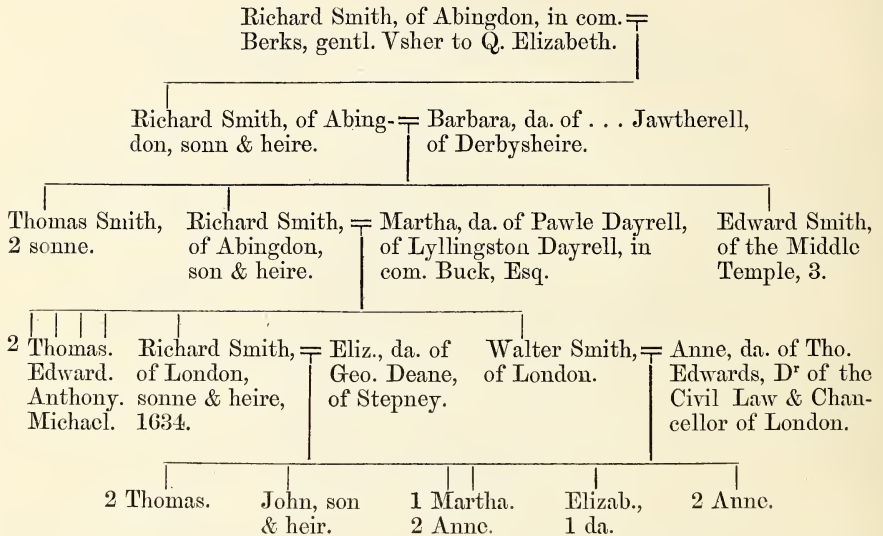 Richard Smith, of Abingdon, in com.
Berks, gentl. Vsher to Q. Elizabeth.
Richard Smith, of Abing-
don, sonn & heire.
Barbara, da. of . . . Jawtherell,
of Derbysheire.
Thomas Smith,
2 sonne.
Richard Smith,
of Abingdon,
son & heire.
Martha, da. of Pawle Dayrell,
of Lyllingston Dayrell, in
com. Buck, Esq.
Edward Smith,
of the Middle
Temple, 3.
2 Thomas.
Edward.
Anthony.
Michael.
Richard Smith,
of London,
sonne & heire,
1634.
Eliz., da. of
Geo. Deane,
of Stepney.
Walter Smith,
of London.
Anne, da. of Tho.
Edwards, Dr of the
Civil Law & Chan-
cellor of London.
2 Thomas.
John, son
& heir.
1 Martha.
2 Anne.
Elizab.,
1 da.
2 Anne.